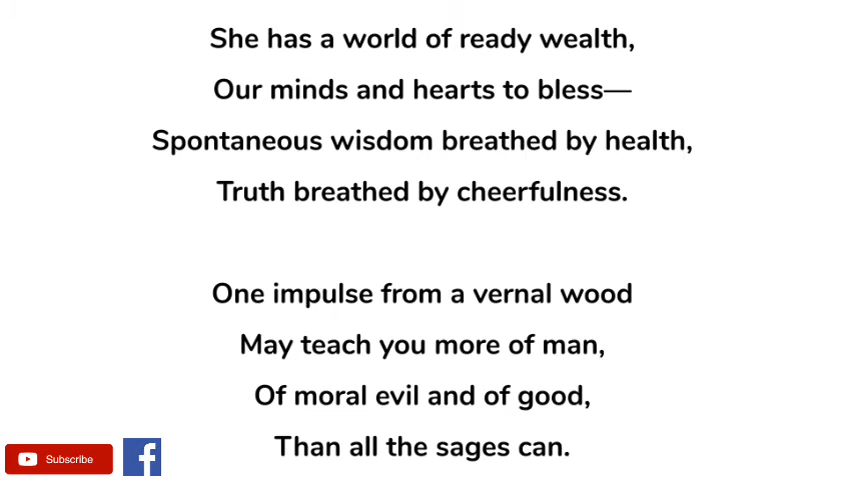 She has a world of ready wealth,
Our minds and hearts to bless—
Spontaneous wisdom breathed by health,
Truth breathed by cheerfulness.
One impulse from a vernal wood
May teach you more of man,
Of moral evil and of good,
Than all the sages can.
Subscribe